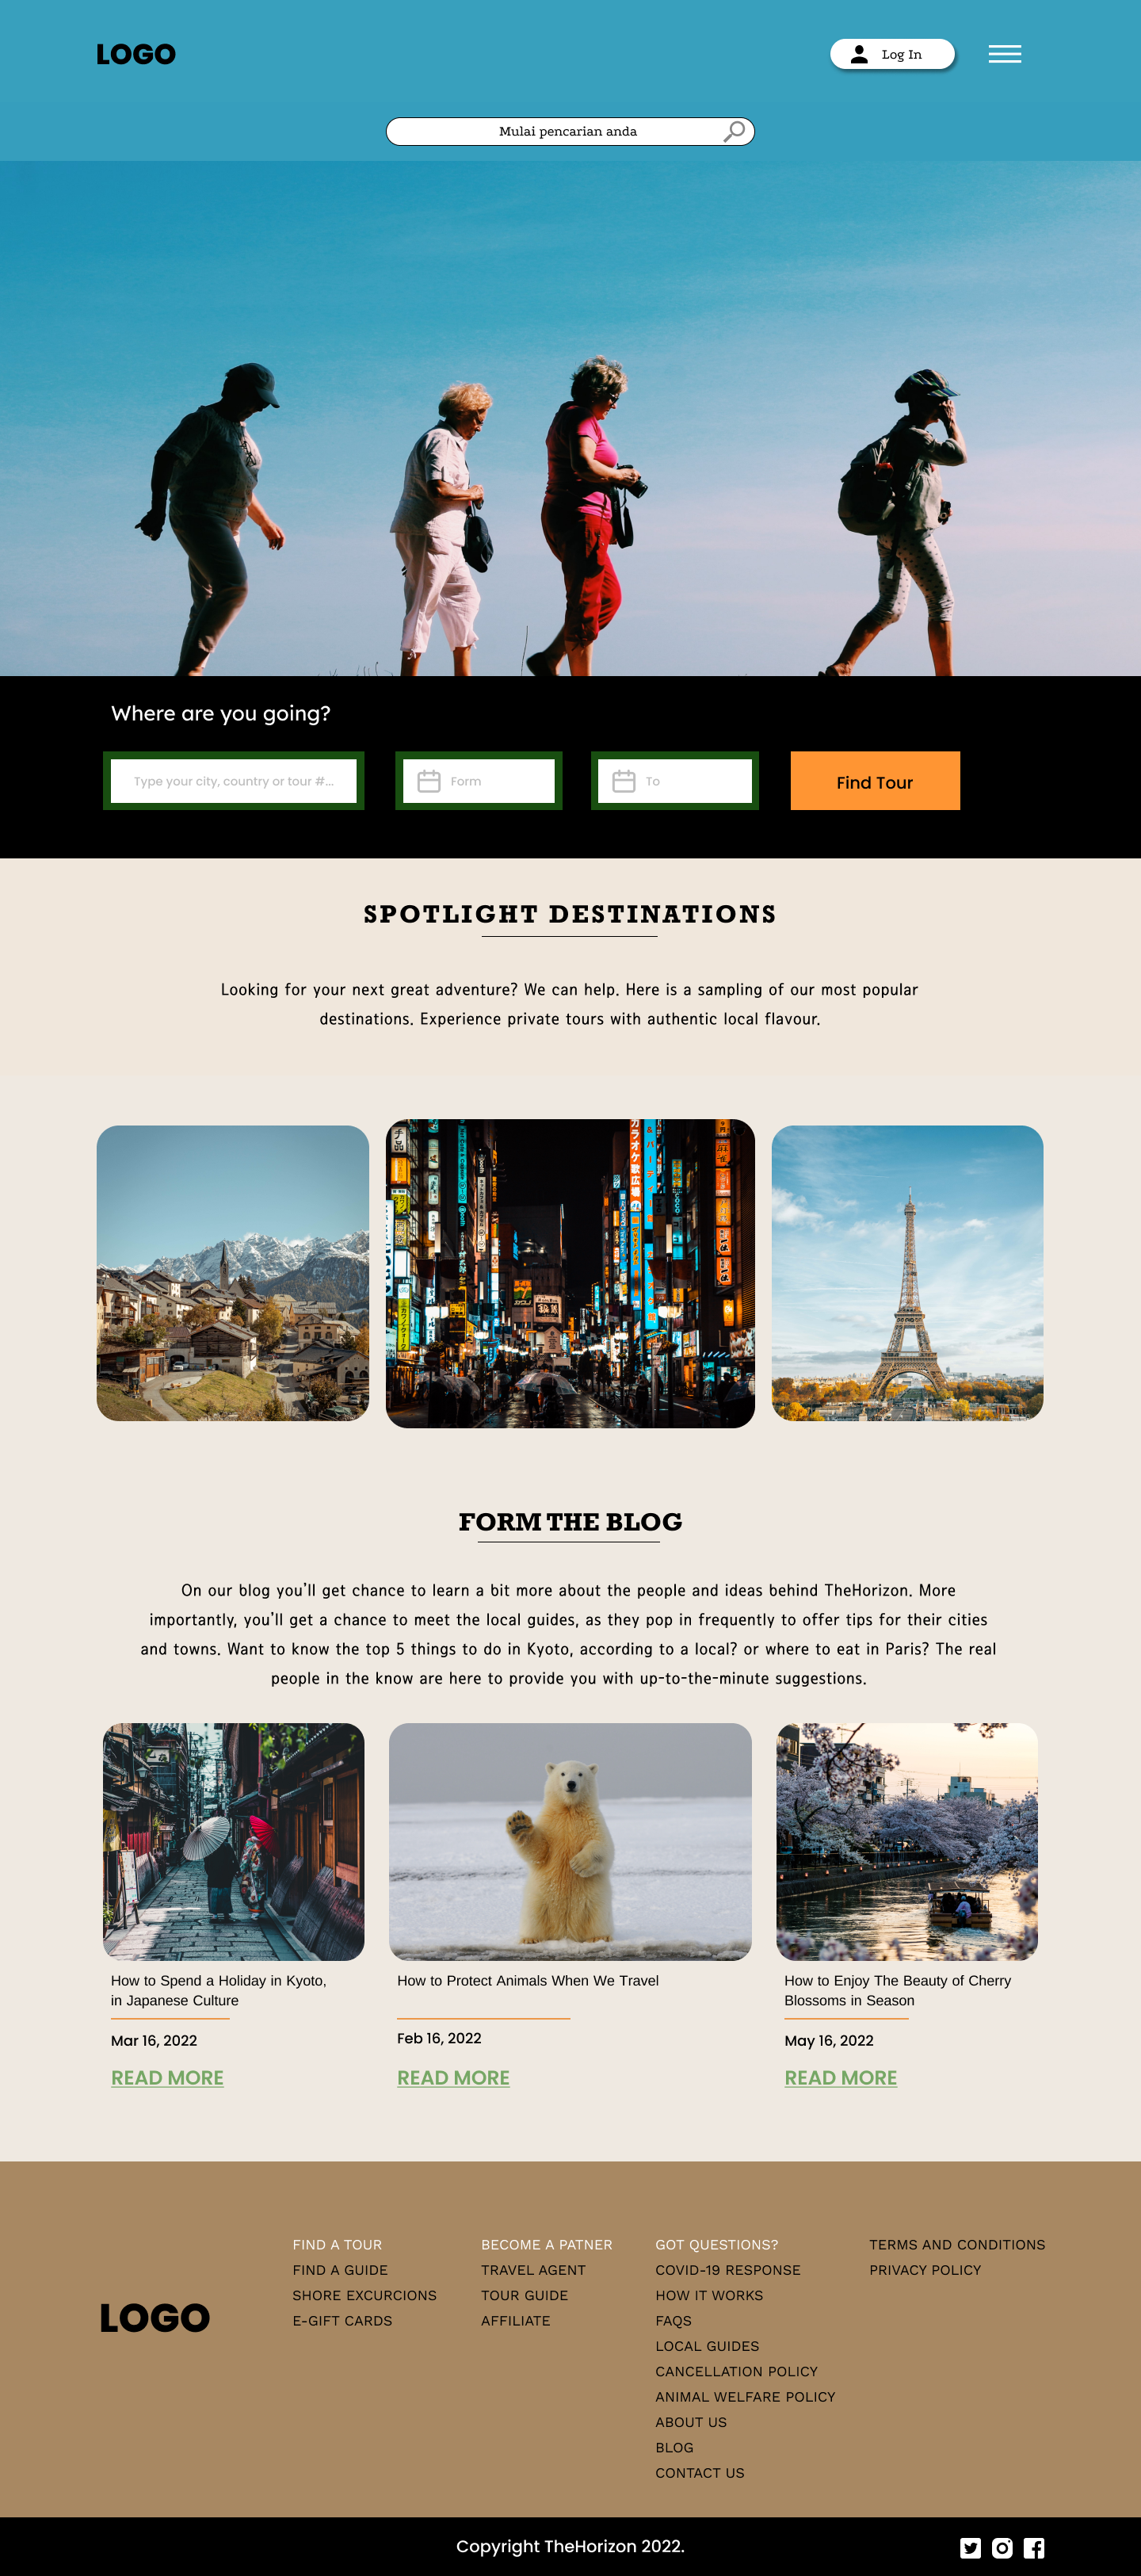 LOGO
Log In
Mulai pencarian anda
Where are you going?
Type your city, country or tour #...
Form
To
Find Tour
SPOTLIGHT DESTINATIONS
Looking for your next great adventure? We can help. Here is a sampling of our most popular
destinations. Experience private tours with authentic local flavour.
FORM THE BLOG
On our blog you'll get chance to learn a bit more about the people and ideas behind TheHorizon. More
importantly, you'll get a chance to meet the local guides, as they pop in frequently to offer tips for their cities
and towns. Want to know the top 5 things to do in Kyoto, according to a local? or where to eat in Paris? The real
people in the know are here to provide you with up-to-the-minute suggestions.
How to Spend a Holiday in Kyoto,
in Japanese Culture
Mar 16, 2022
READ MORE
How to Protect Animals When We Travel
Feb 16, 2022
READ MORE
How to Enjoy The Beauty of Cherry
Blossoms in Season
May 16, 2022
READ MORE
LOGO
FIND A TOUR
FIND A GUIDE
SHORE EXCURCIONS
E-GIFT CARDS
BECOME A PATNER
TRAVEL AGENT
TOUR GUIDE
AFFILIATE
GOT QUESTIONS?
COVID-19 RESPONSE
HOW IT WORKS
FAQS
LOCAL GUIDES
CANCELLATION POLICY
ANIMAL WELFARE POLICY
ABOUT US
BLOG
CONTACT US
TERMS AND CONDITIONS
PRIVACY POLICY
Copyright TheHorizon 2022.